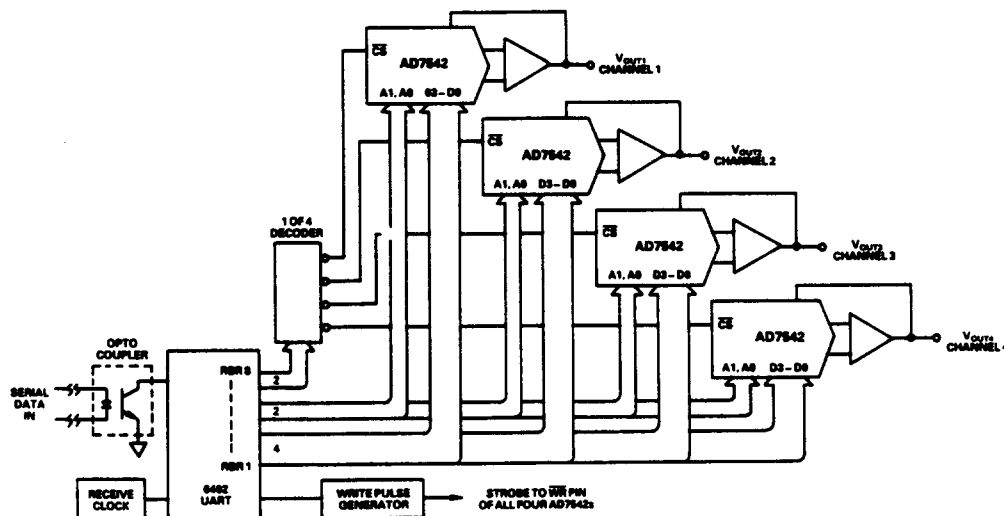 CS
AD7542
A1, A0 63–D0
VOUT1
CHANNEL 1
CS
AD7542
A1, A0 D3–D0
VOUT2
CHANNEL 2
1 OF 4
DECODER
CS
AD7542
A1, A0 D3–D0
VOUT3
CHANNEL 3
CS
AD7542
A1, A0 D3–D0
VOUT4
CHANNEL 4
OPTO
COUPLER
SERIAL
DATA
IN
RBR 8
2
2
4
RBR 1
6402
UART
RECEIVE
CLOCK
WRITE PULSE
GENERATOR
STROBE TO WR PIN
OF ALL FOUR AD7542s